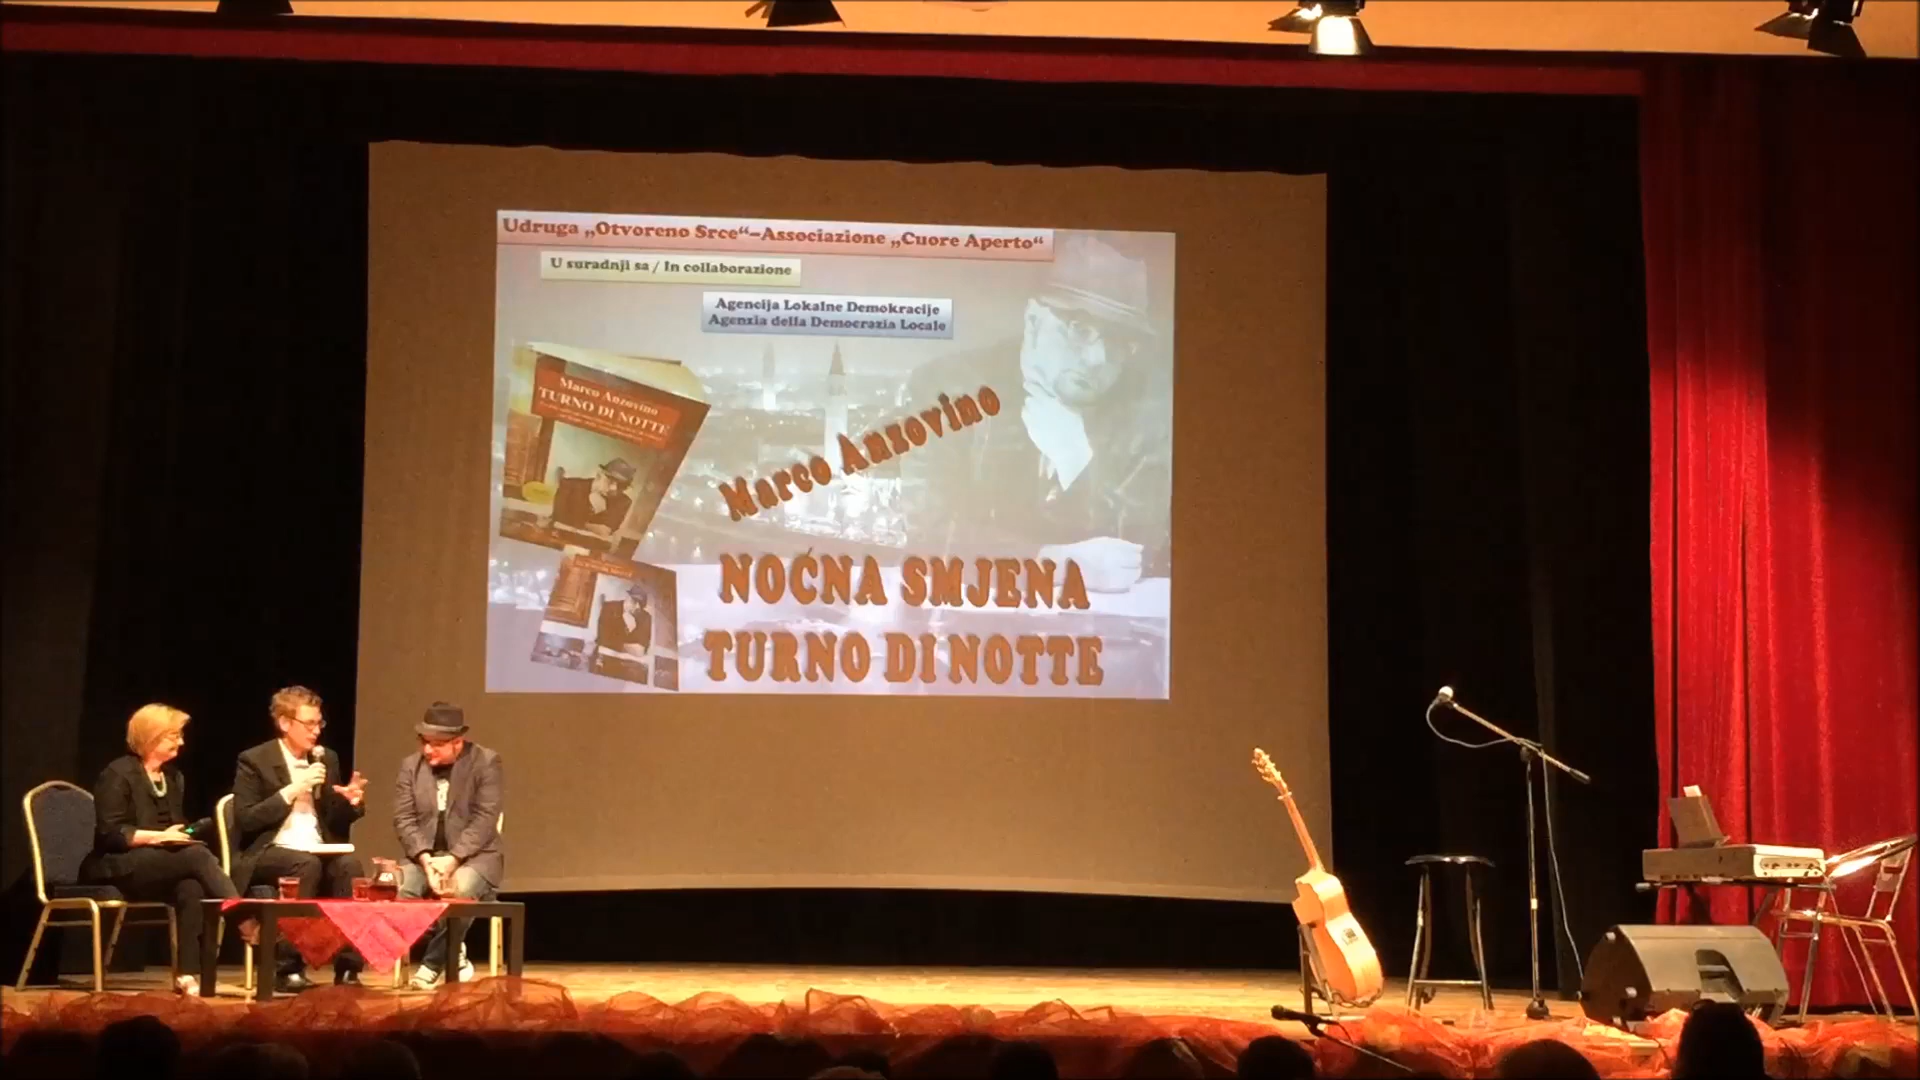 Udruga „Otvoreno Srce“–Associazione „Cuore Aperto“
U suradnji sa / In collaborazione
Agencija Lokalne Demokracije
Agenzia della Democrazia Locale
Marco Anzovino
TURNO DI NOTTE
Marco Anzovino
NOĆNA SMJENA
TURNO DI NOTTE